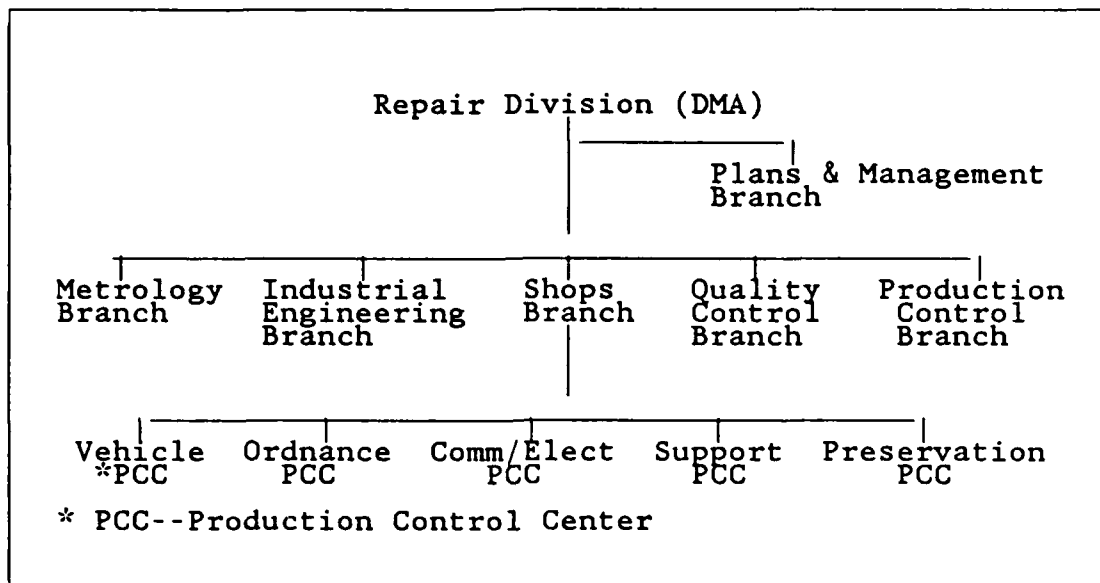 Repair Division (DMA)
Plans & Management
Branch
Metrology Industrial Shops Quality Production
Branch Engineering Branch Control Control
Branch Branch Branch
Vehicle Ordnance Comm/Elect Support Preservation
*PCC PCC PCC PCC PCC
* PCC--Production Control Center